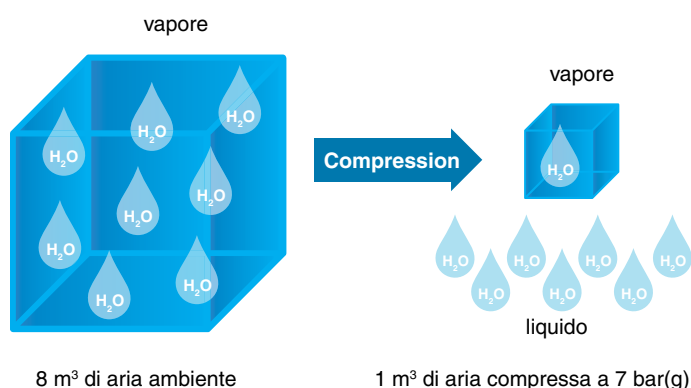 vapore
H₂O
H₂O
H₂O
H₂O
H₂O
H₂O
H₂O
H₂O
8 m³ di aria ambiente
Compression
vapore
H₂O
H₂O
H₂O
H₂O
H₂O
H₂O
H₂O
H₂O
liquido
1 m³ di aria compressa a 7 bar(g)